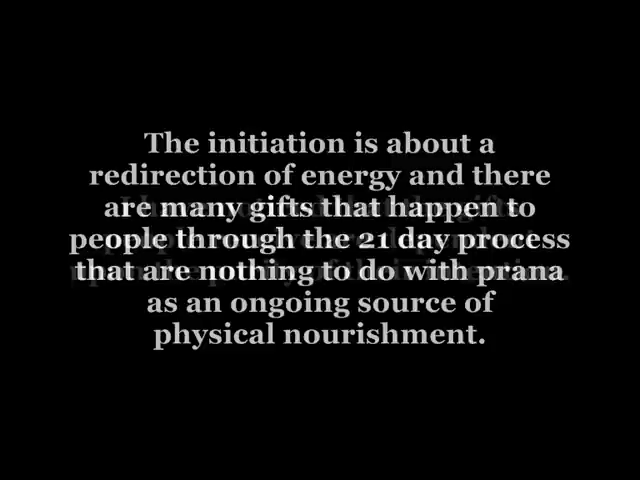 The initiation is about a
redirection of energy and there
are many gifts that happen to
people through the 21 day process
that are nothing to do with prana
as an ongoing source of
physical nourishment.